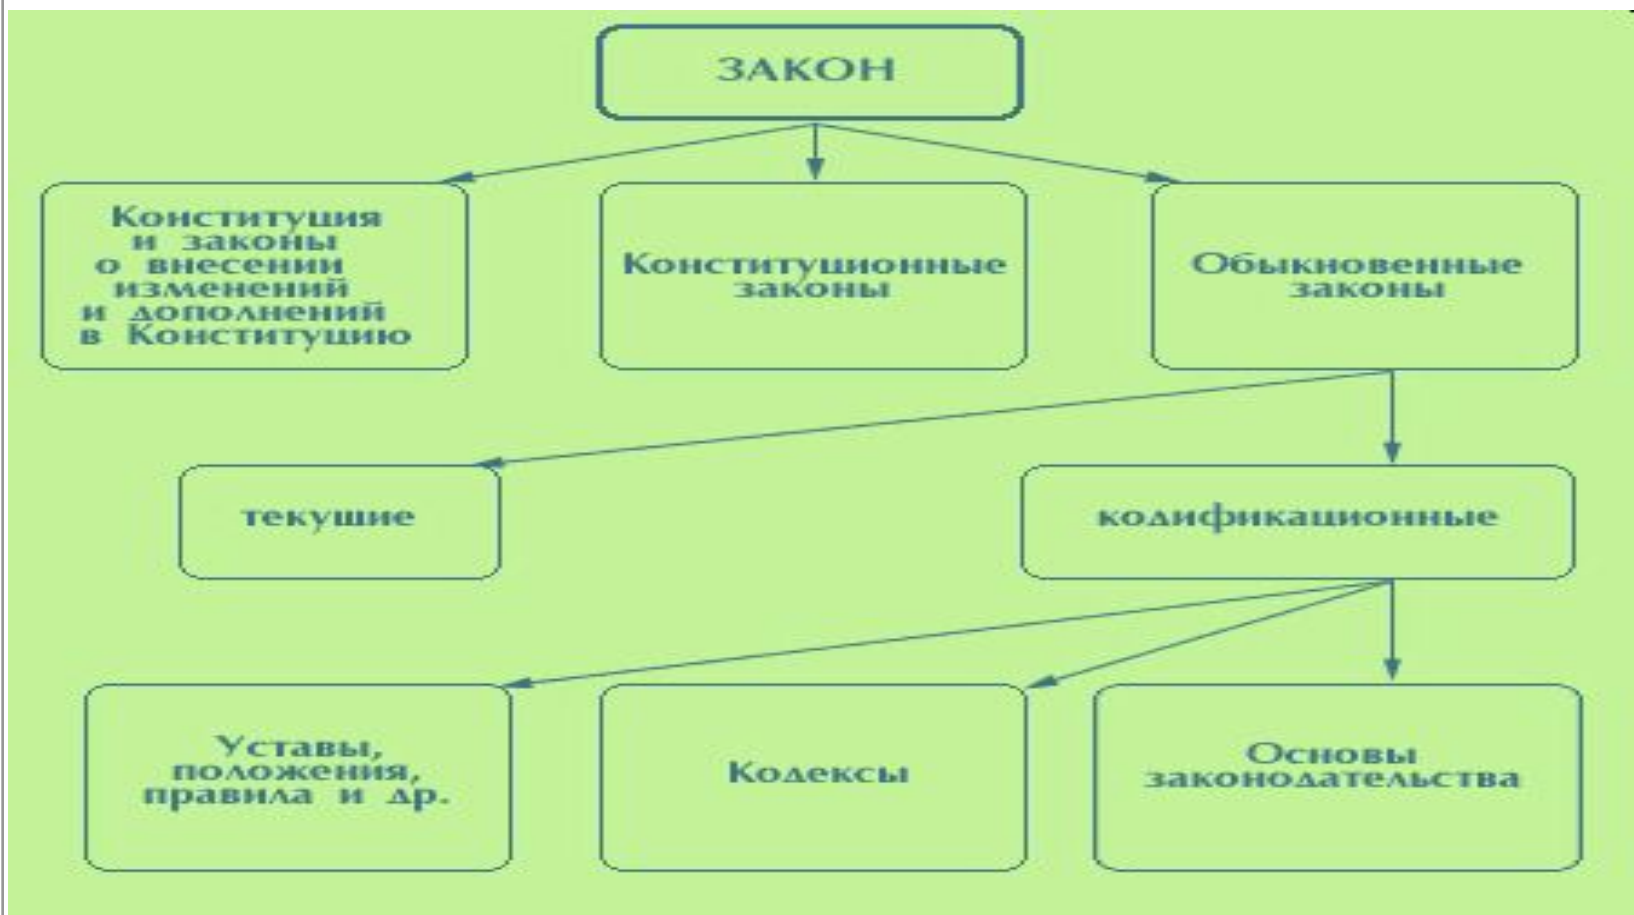 ЗАКОН
Конституция
и законы
о внесении
изменений
и дополнений
в Конституцию
Конституционные
законы
Обыкновенные
законы
текущие
кодификационные
Уставы,
положения,
правила и др.
Кодексы
Основы
законодательства